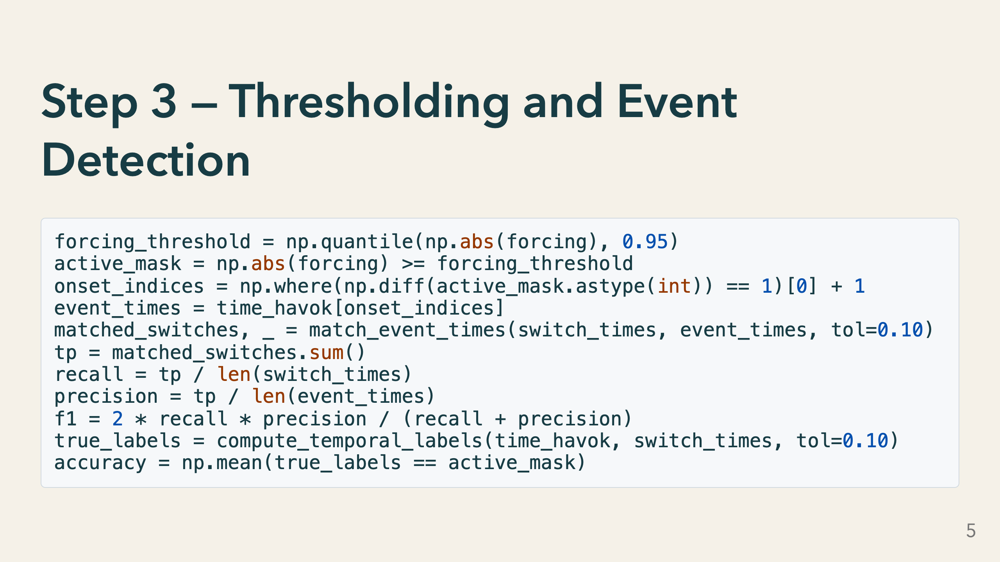 Step 3 – Thresholding and Event
Detection
forcing_threshold = np.quantile(np.abs(forcing), 0.95)
active_mask = np.abs(forcing) >= forcing_threshold
onset_indices = np.where(np.diff(active_mask.astype(int)) == 1)[0] + 1
event_times = time_havok[onset_indices]
matched_switches, _ = match_event_times(switch_times, event_times, tol=0.10)
tp = matched_switches.sum()
recall = tp / len(switch_times)
precision = tp / len(event_times)
f1 = 2 * recall * precision / (recall + precision)
true_labels = compute_temporal_labels(time_havok, switch_times, tol=0.10)
accuracy = np.mean(true_labels == active_mask)
5